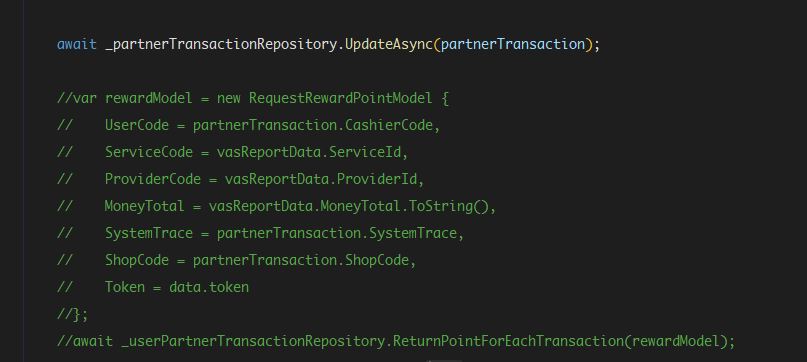 await _partnerTransactionRepository.UpdateAsync(partnerTransaction);
//var rewardModel = new RequestRewardPointModel {
//    UserCode = partnerTransaction.CashierCode,
//    ServiceCode = vasReportData.ServiceId,
//    ProviderCode = vasReportData.ProviderId,
//    MoneyTotal = vasReportData.MoneyTotal.ToString(),
//    SystemTrace = partnerTransaction.SystemTrace,
//    ShopCode = partnerTransaction.ShopCode,
//    Token = data.token
//};
//await _userPartnerTransactionRepository.ReturnPointForEachTransaction(rewardModel);